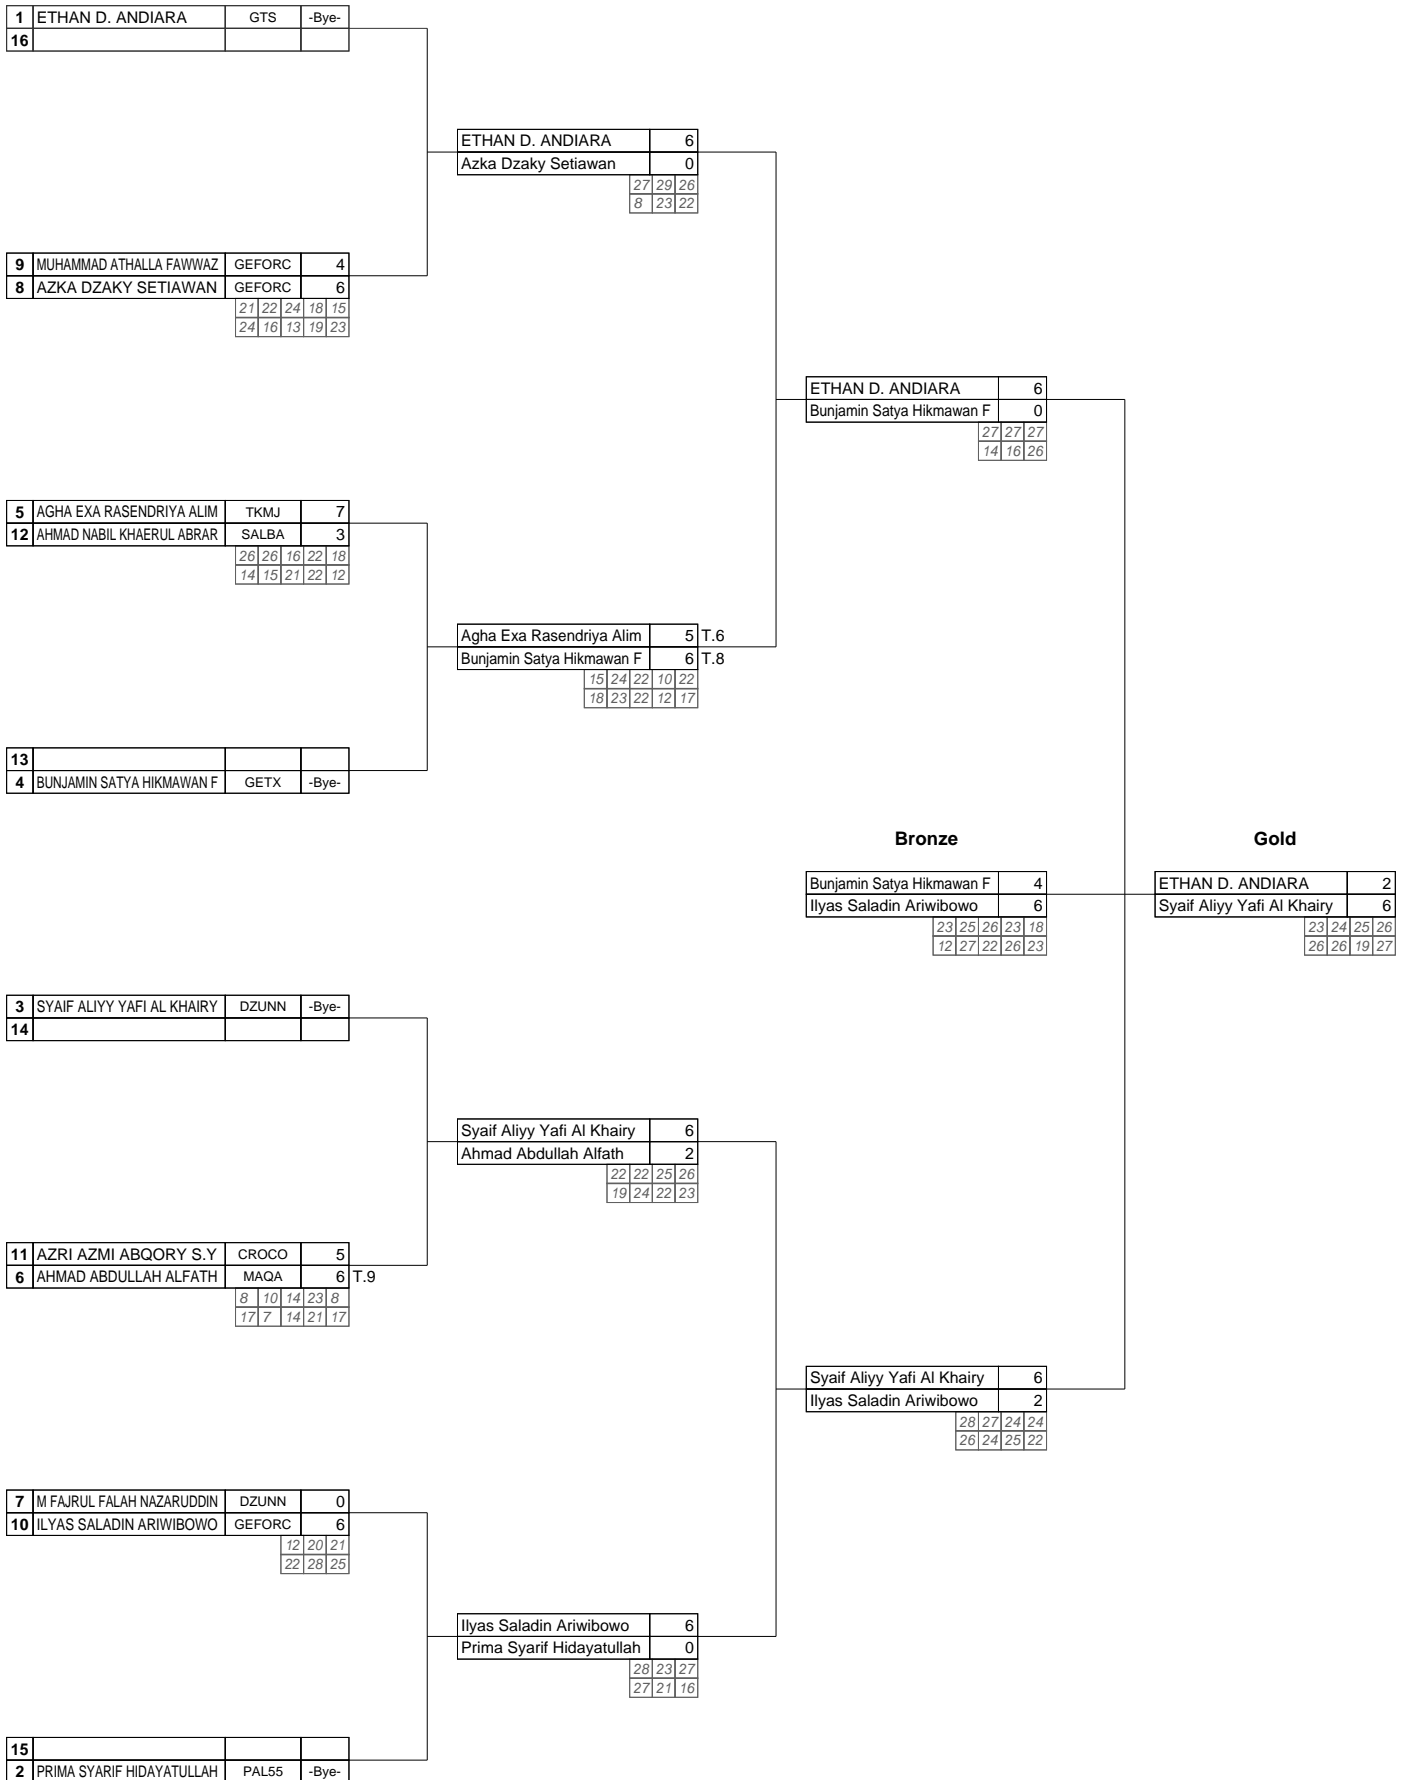 1 ETHAN D. ANDIARA GTS -Bye-
16
ETHAN D. ANDIARA 6
Azka Dzaky Setiawan 0
27 29 26
8 23 22
9 MUHAMMAD ATHALLA FAWWAZ GEFORC 4
8 AZKA DZAKY SETIAWAN GEFORC 6
21 22 24 18 15
24 16 13 19 23
ETHAN D. ANDIARA 6
Bunjamin Satya Hikmawan F 0
27 27 27
14 16 26
5 AGHA EXA RASENDRIYA ALIM TKMJ 7
12 AHMAD NABIL KHAERUL ABRAR SALBA 3
26 26 16 22 18
14 15 21 22 12
Agha Exa Rasendriya Alim 5 T.6
Bunjamin Satya Hikmawan F 6 T.8
15 24 22 10 22
18 23 22 12 17
13
4 BUNJAMIN SATYA HIKMAWAN F GETX -Bye-
Bronze Gold
Bunjamin Satya Hikmawan F 4 ETHAN D. ANDIARA 2
Ilyas Saladin Ariwibowo 6 Syaif Aliyy Yafi Al Khairy 6
23 25 26 23 18 23 24 25 26
12 27 22 26 23 26 26 19 27
3 SYAIF ALIYY YAFI AL KHAIRY DZUNN -Bye-
14
Syaif Aliyy Yafi Al Khairy 6
Ahmad Abdullah Alfath 2
22 22 25 26
19 24 22 23
11 AZRI AZMI ABQORY S.Y CROCO 5
6 AHMAD ABDULLAH ALFATH MAQA 6 T.9
8 10 14 23 8
17 7 14 21 17
Syaif Aliyy Yafi Al Khairy 6
Ilyas Saladin Ariwibowo 2
28 27 24 24
26 24 25 22
7 M FAJRUL FALAH NAZARUDDIN DZUNN 0
10 ILYAS SALADIN ARIWIBOWO GEFORC 6
12 20 21
22 28 25
Ilyas Saladin Ariwibowo 6
Prima Syarif Hidayatullah 0
28 23 27
27 21 16
15
2 PRIMA SYARIF HIDAYATULLAH PAL55 -Bye-